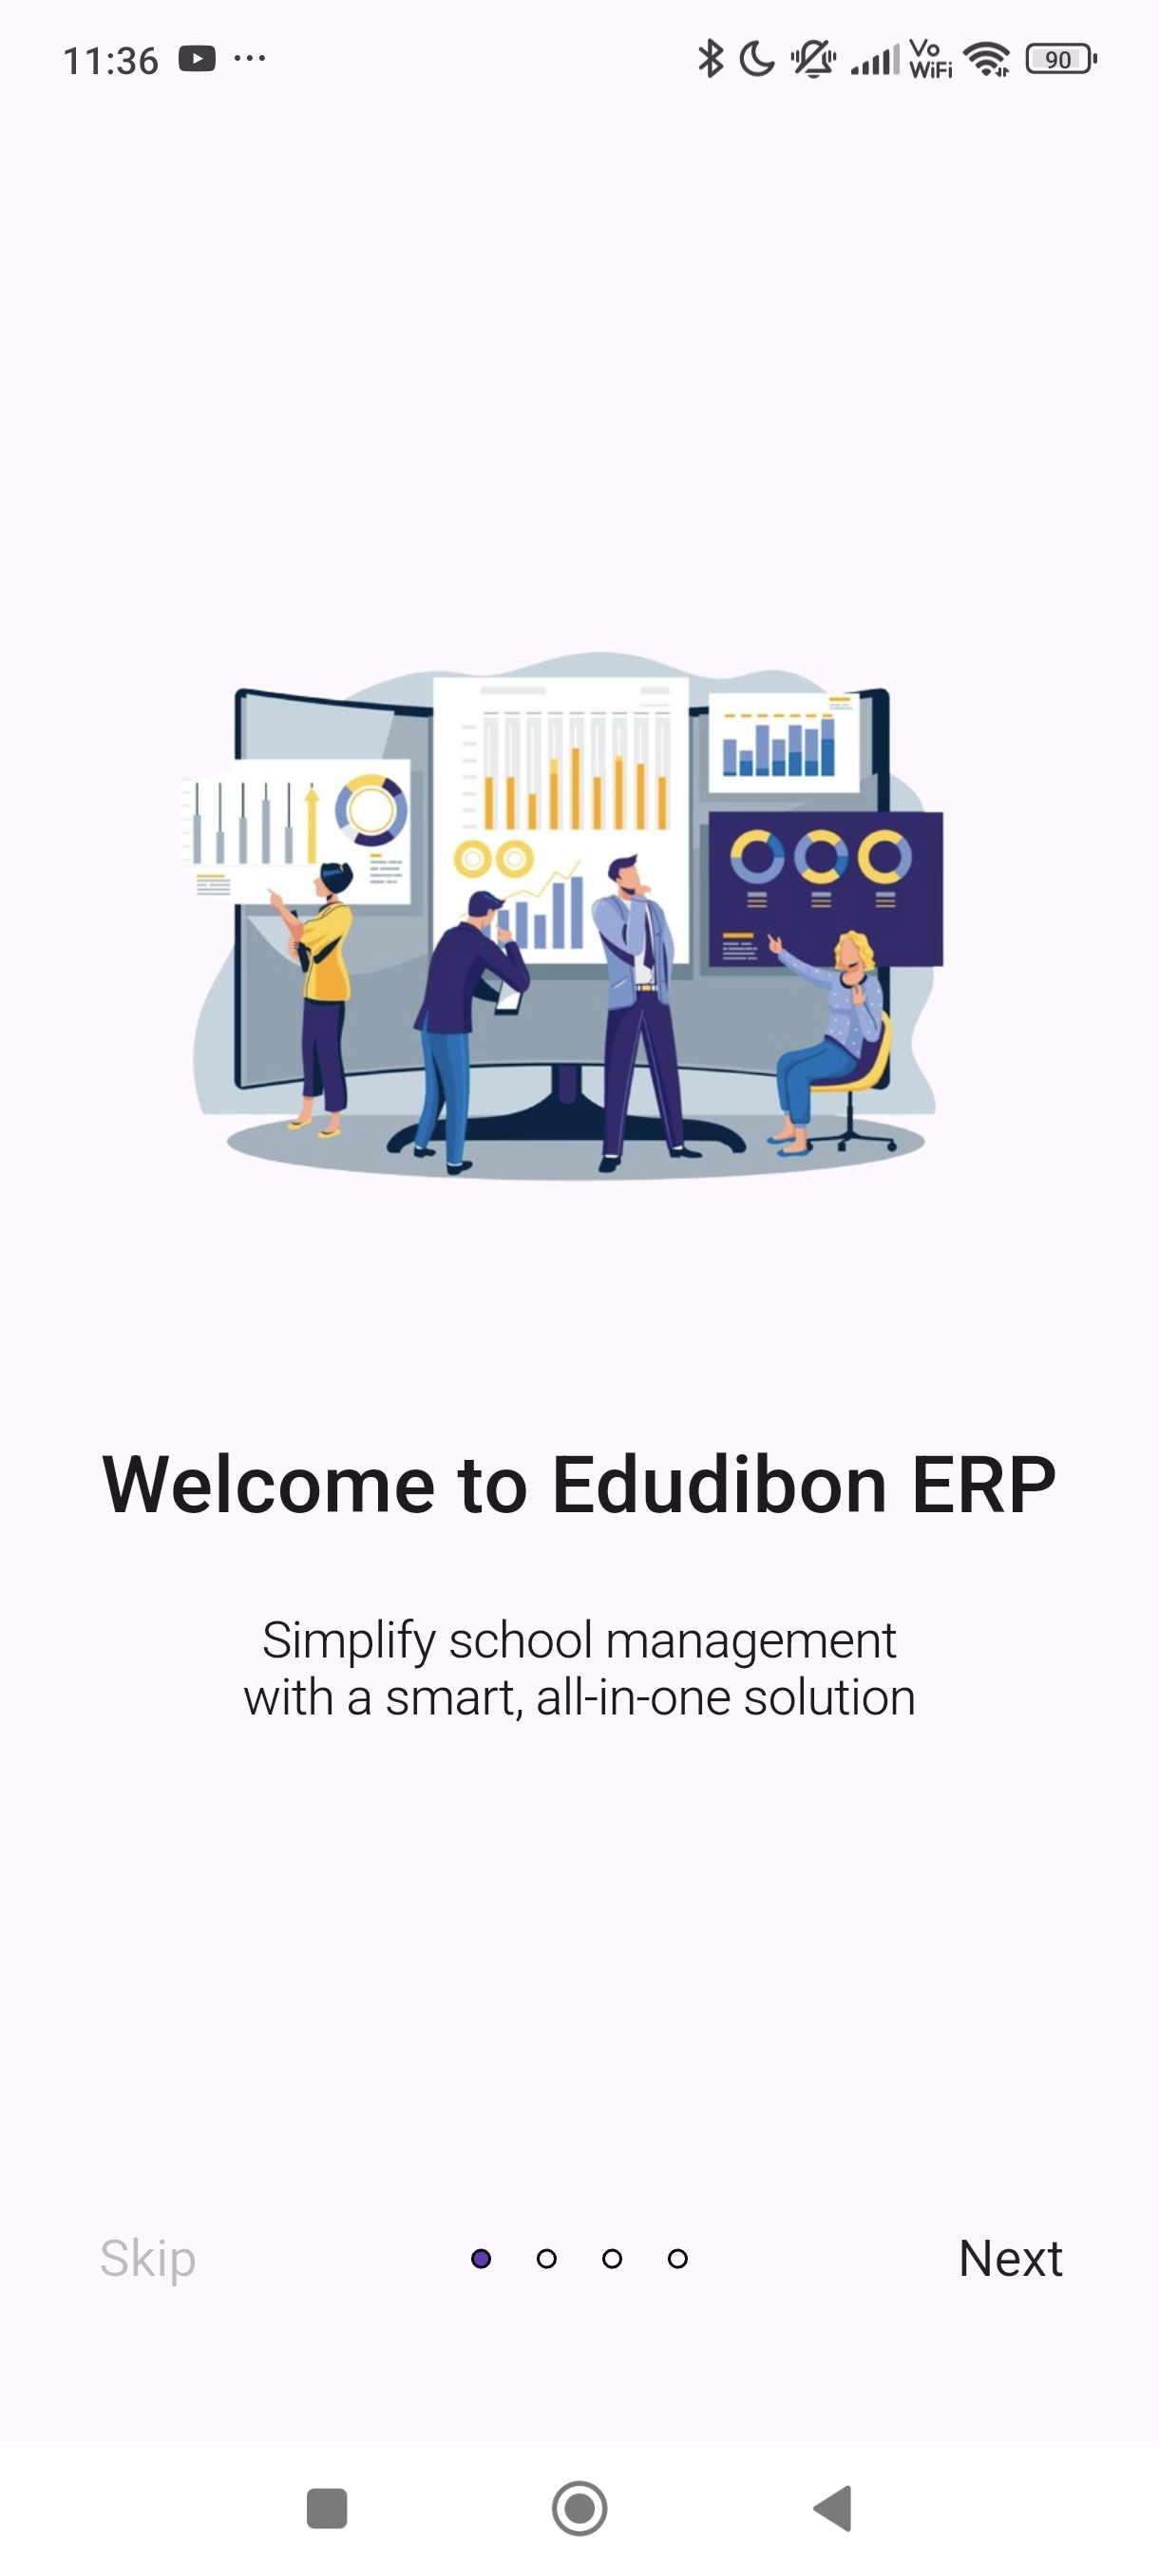 11:36
Vo
WiFi
90
Welcome to Edudibon ERP
Simplify school management
with a smart, all-in-one solution
Skip
Next